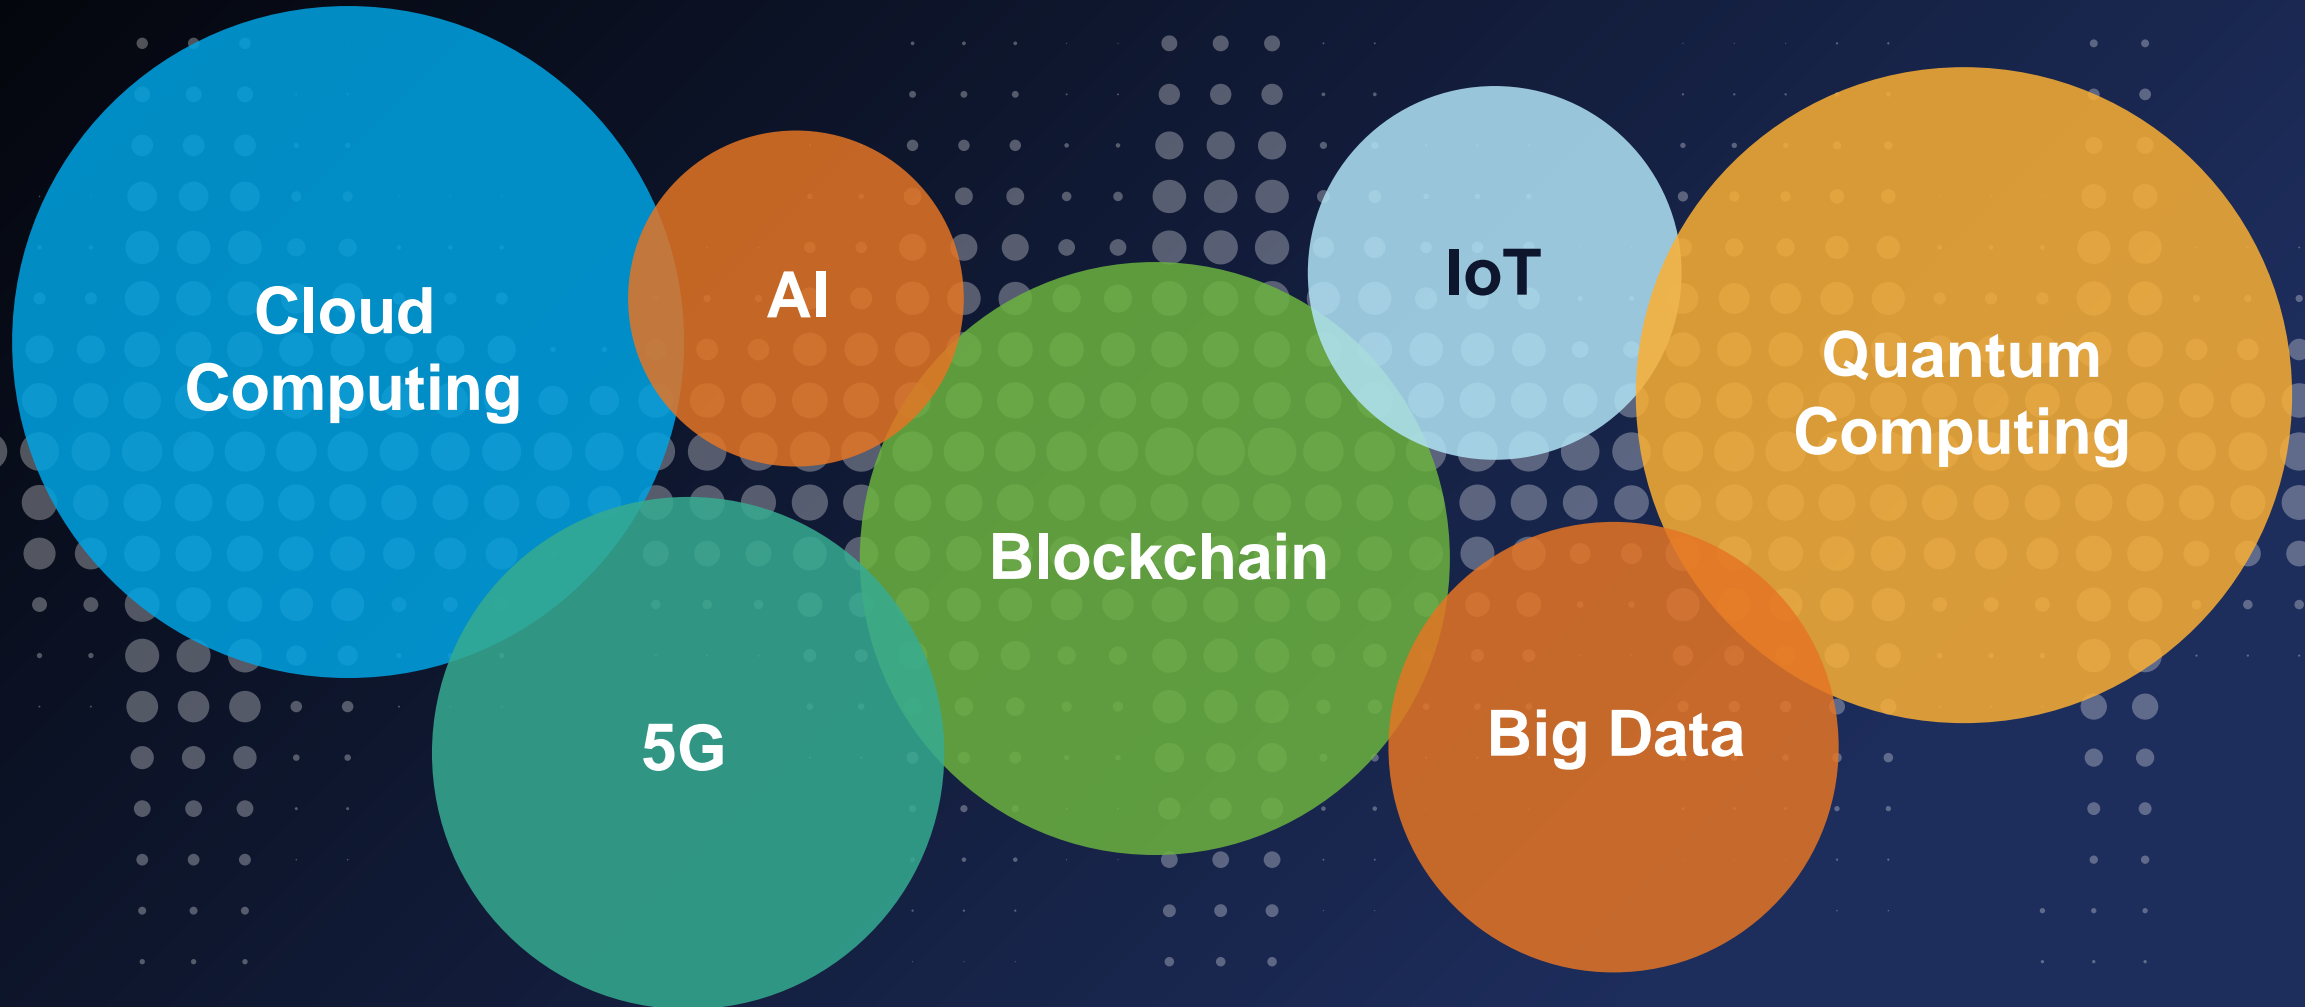 Cloud
Computing
AI
IoT
Quantum
Computing
Blockchain
5G
Big Data